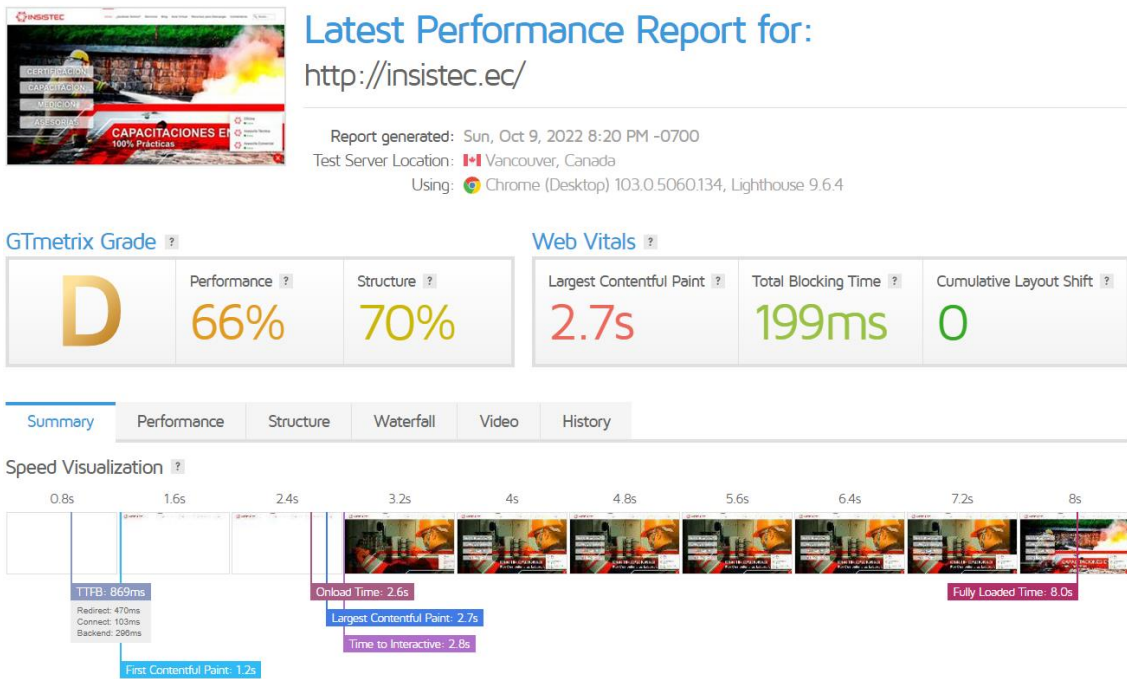 INSISTEC
CERTIFICACIÓN
CAPACITACIÓN
MEDICIÓN
ASESORÍAS
CAPACITACIONES EN
100% Prácticas
Latest Performance Report for:
http://insistec.ec/
Report generated: Sun, Oct 9, 2022 8:20 PM -0700
Test Server Location: Vancouver, Canada
Using: Chrome (Desktop) 103.0.5060.134, Lighthouse 9.6.4
GTmetrix Grade ?
Web Vitals ?
D
Performance ?
66%
Structure ?
70%
Largest Contentful Paint ?
2.7s
Total Blocking Time ?
199ms
Cumulative Layout Shift ?
0
Summary Performance Structure Waterfall Video History
Speed Visualization ?
0.8s 1.6s 2.4s 3.2s 4s 4.8s 5.6s 6.4s 7.2s 8s
TTFB: 869ms
Redirect: 470ms
Connect: 103ms
Backend: 296ms
First Contentful Paint: 1.2s
Onload Time: 2.6s
Largest Contentful Paint: 2.7s
Time to Interactive: 2.8s
Fully Loaded Time: 8.0s